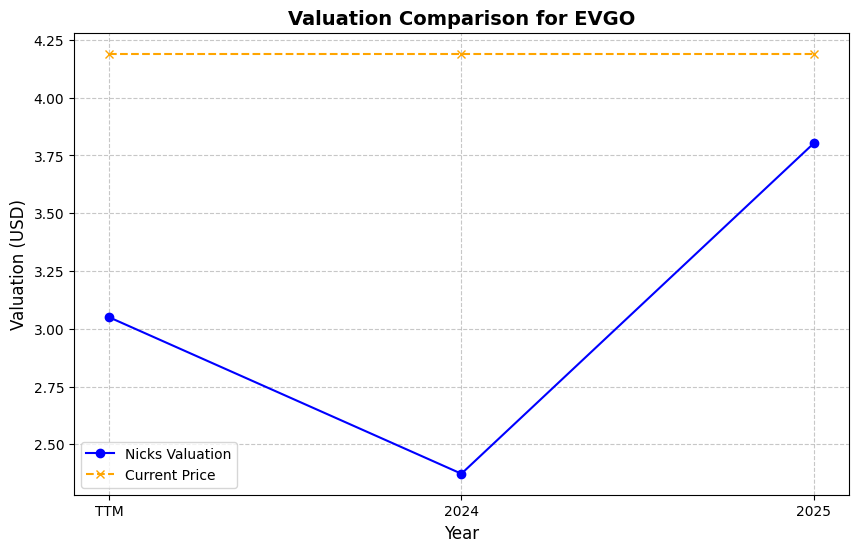 Valuation Comparison for EVGO
Valuation (USD)
4.25
4.00
3.75
3.50
3.25
3.00
2.75
2.50
Nicks Valuation
Current Price
TTM
2024
2025
Year